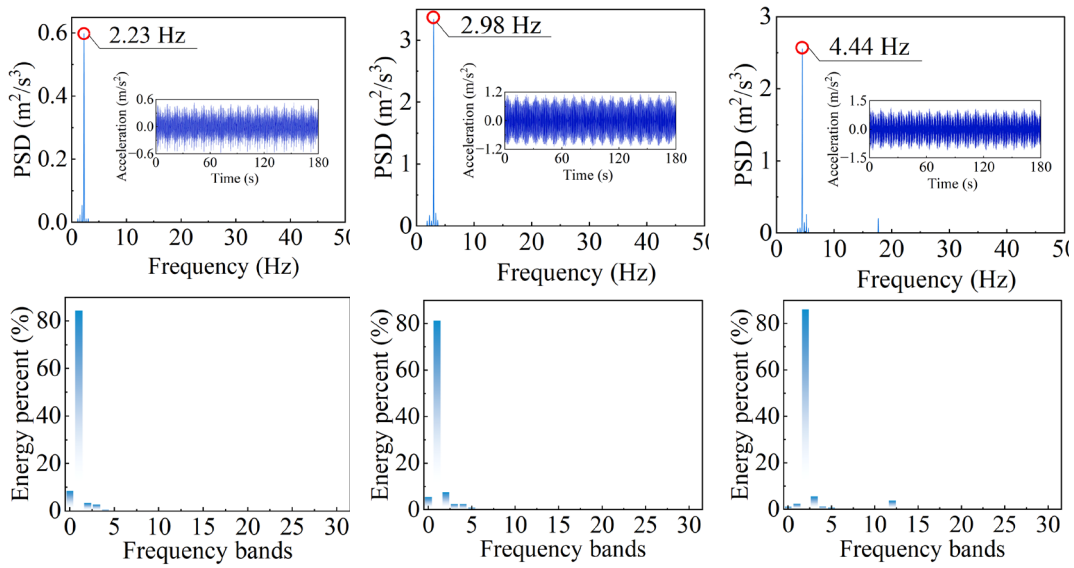 2.23 Hz
PSD (m²/s³)
0.6
0.4
0.2
0.0
Acceleration (m/s²)
0.6
0.0
−0.6
0 60 120 180
Time (s)
0 10 20 30 40 50
Frequency (Hz)
2.98 Hz
PSD (m²/s³)
3
2
1
0
Acceleration (m/s²)
1.2
0.0
−1.2
0 60 120 180
Time (s)
0 10 20 30 40 50
Frequency (Hz)
4.44 Hz
PSD (m²/s³)
3
2
1
0
Acceleration (m/s²)
1.5
0.0
−1.5
0 60 120 180
Time (s)
0 10 20 30 40 50
Frequency (Hz)
Energy percent (%)
80
60
40
20
0
0 5 10 15 20 25 30
Frequency bands
Energy percent (%)
80
60
40
20
0
0 5 10 15 20 25 30
Frequency bands
Energy percent (%)
80
60
40
20
0
0 5 10 15 20 25 30
Frequency bands